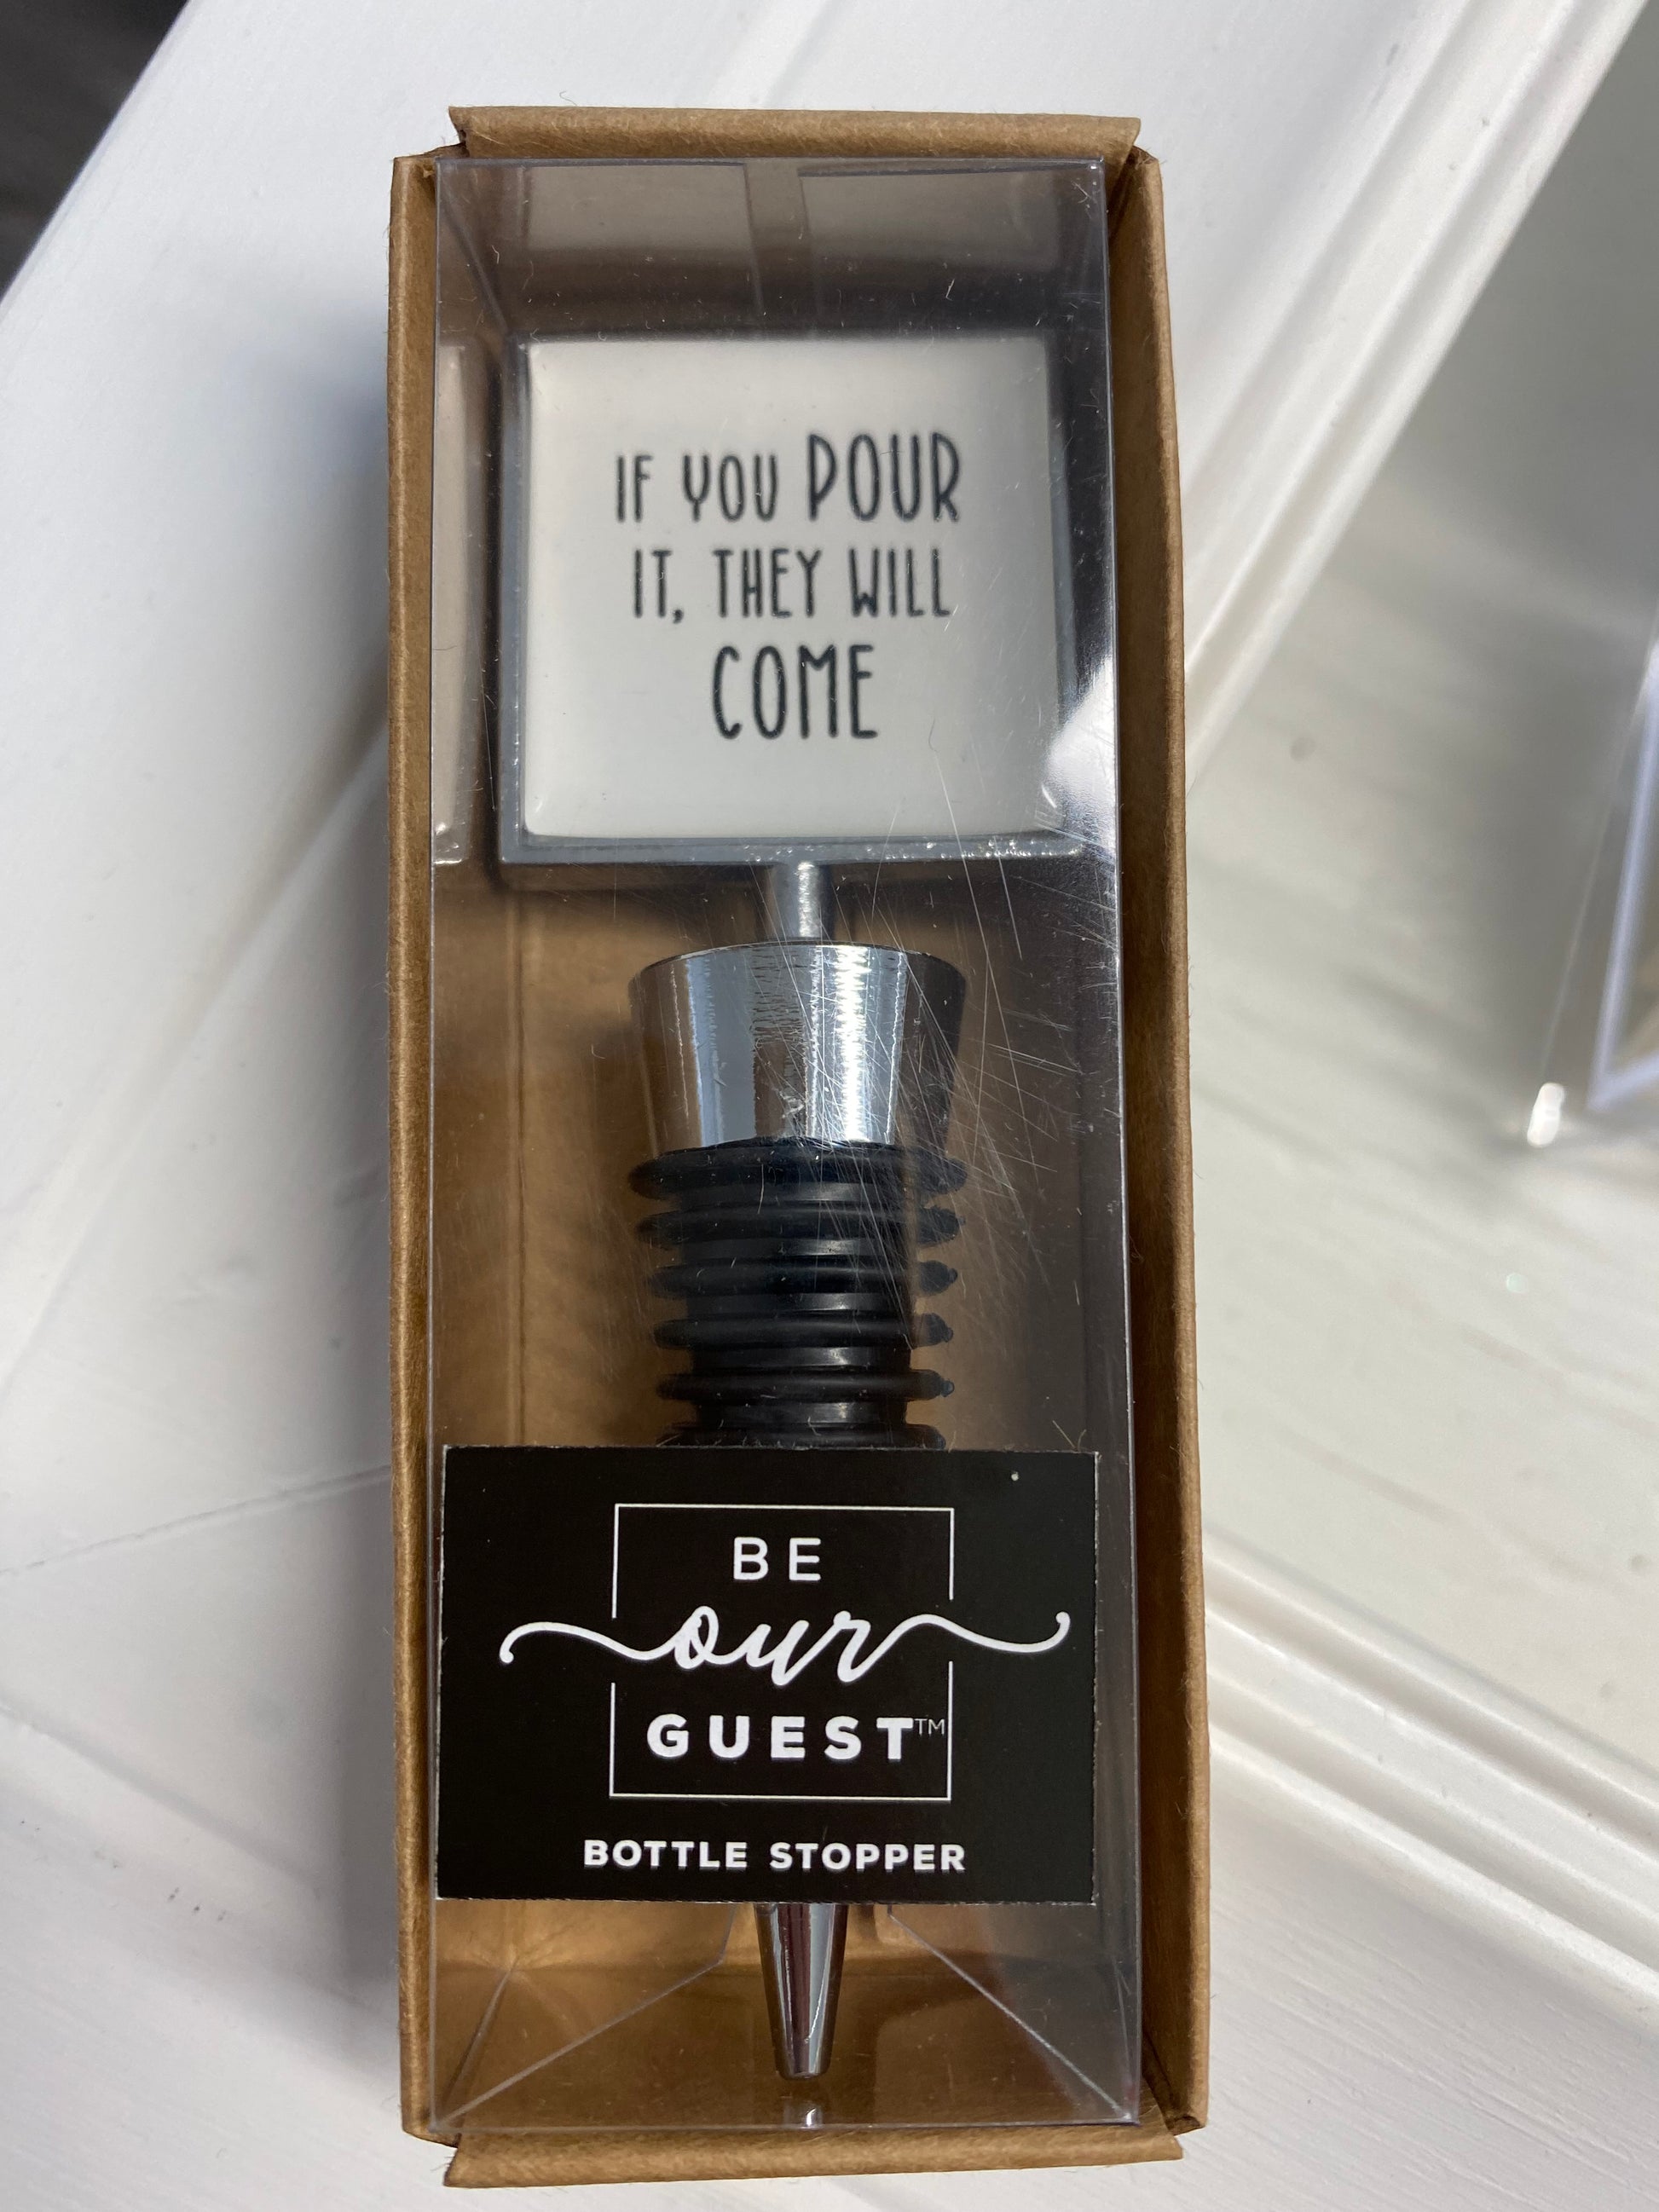 IF YOU POUR
IT, THEY WILL
COME
BE
our
GUEST™
BOTTLE STOPPER